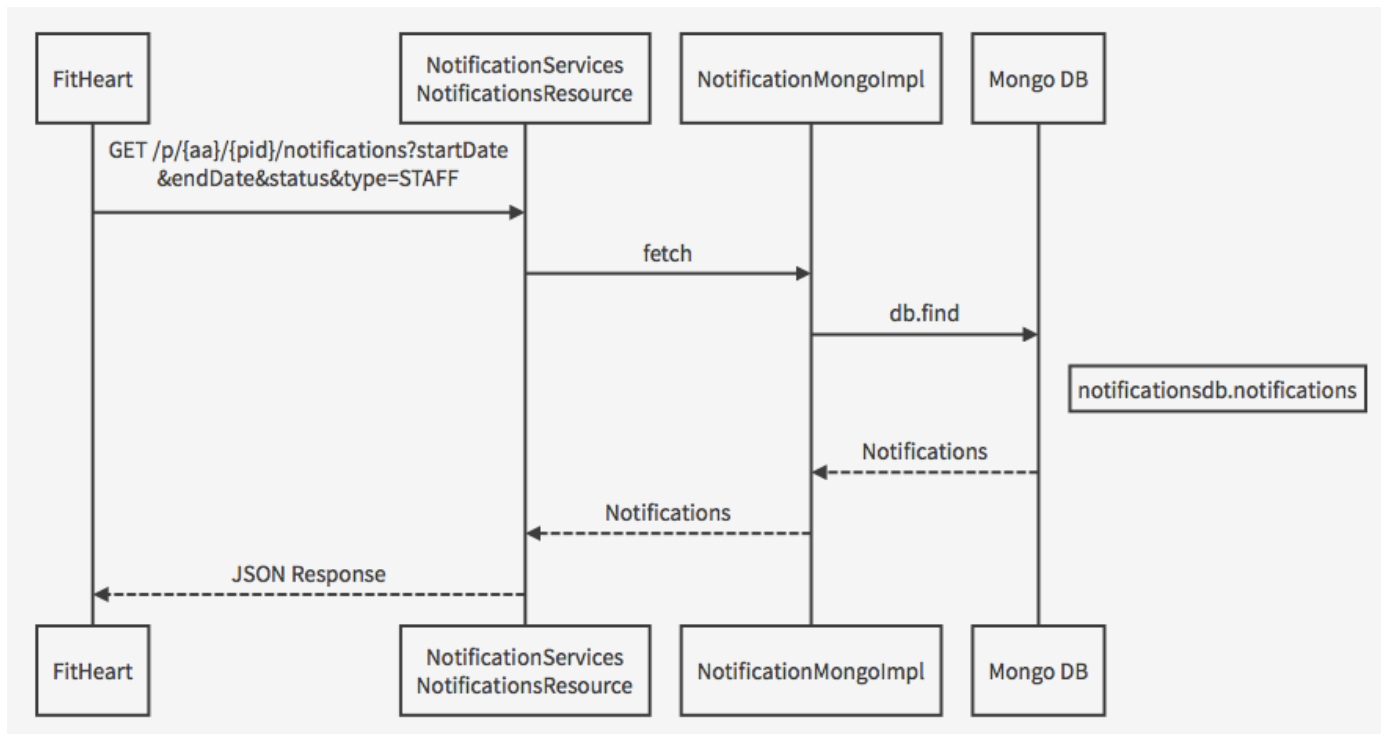 FitHeart
NotificationServices
NotificationsResource
NotificationMongoImpl
Mongo DB
GET /p/{aa}/{pid}/notifications?startDate
&endDate&status&type=STAFF
fetch
db.find
notificationsdb.notifications
Notifications
Notifications
JSON Response
FitHeart
NotificationServices
NotificationsResource
NotificationMongoImpl
Mongo DB